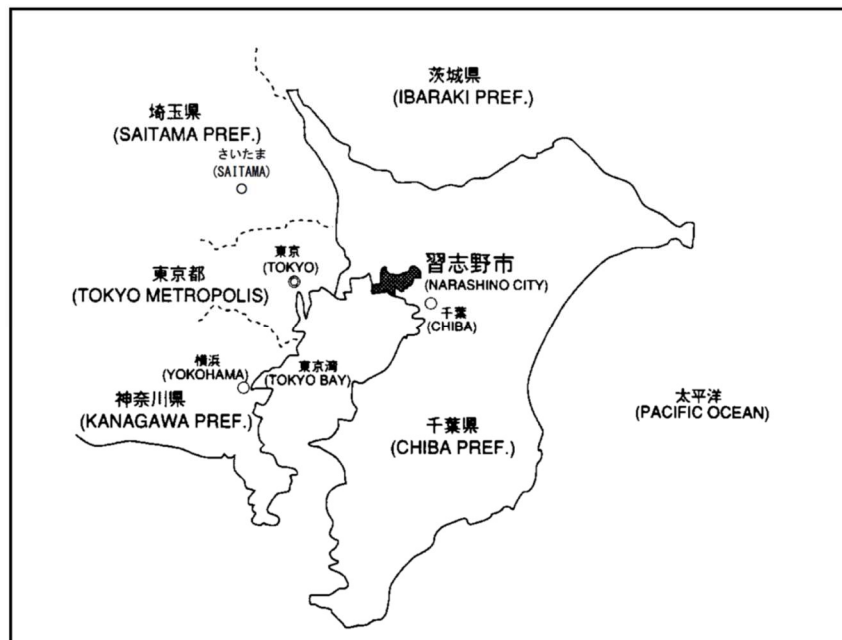 茨城県
(IBARAKI PREF.)
埼玉県
(SAITAMA PREF.)
さいたま
(SAITAMA)
東京
(TOKYO)
習志野市
(NARASHINO CITY)
東京都
(TOKYO METROPOLIS)
千葉
(CHIBA)
横浜
(YOKOHAMA)
東京湾
(TOKYO BAY)
神奈川県
(KANAGAWA PREF.)
千葉県
(CHIBA PREF.)
太平洋
(PACIFIC OCEAN)